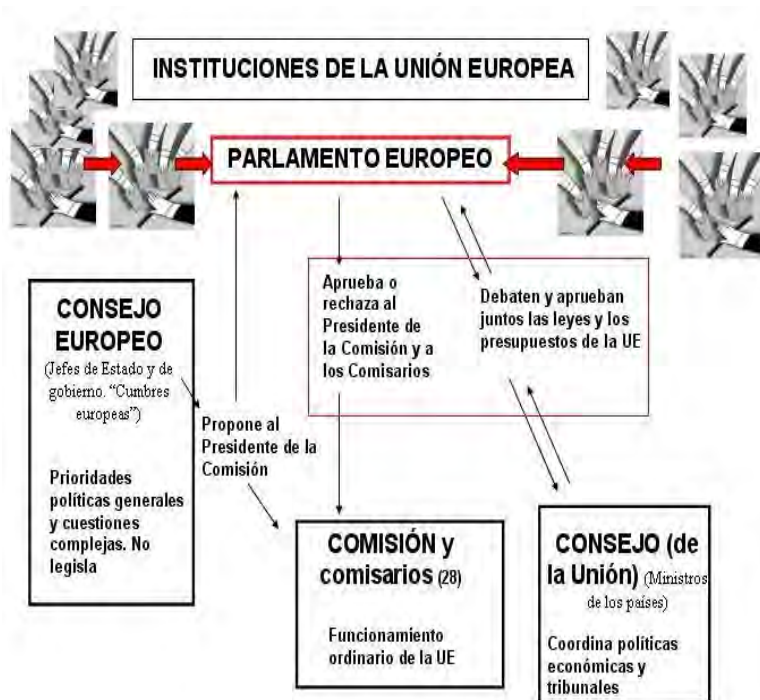 INSTITUCIONES DE LA UNIÓN EUROPEA
PARLAMENTO EUROPEO
CONSEJO
EUROPEO
(Jefes de Estado y de
gobierno. “Cumbres
europeas”)
Prioridades
políticas generales
y cuestiones
complejas. No
legisla
Propone al
Presidente de la
Comisión
Aprueba o
rechaza al
Presidente de
la Comisión y a
los Comisarios
Debaten y aprueban
juntos las leyes y los
presupuestos de la UE
COMISIÓN y
comisarios (28)
Funcionamiento
ordinario de la UE
CONSEJO (de
la Unión) (Ministros
de los países)
Coordina políticas
económicas y
tribunales